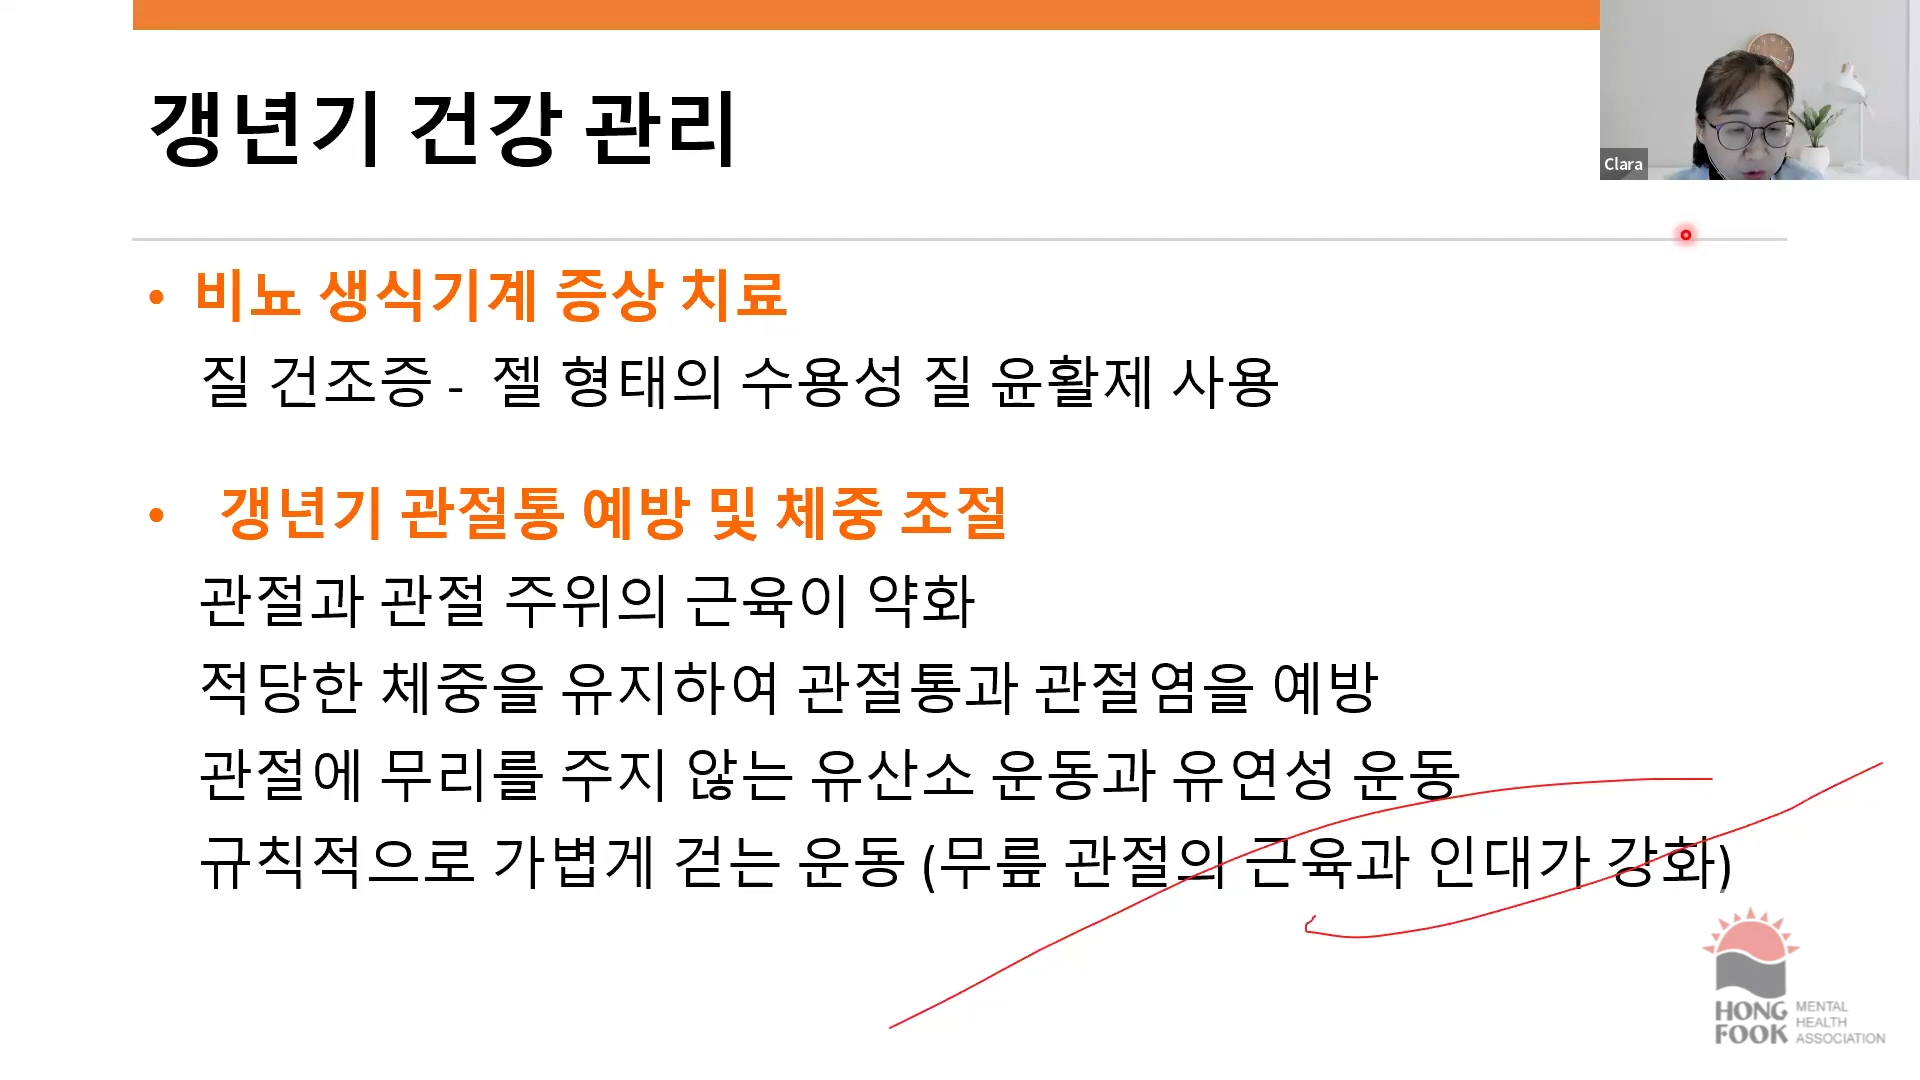 갱년기 건강 관리
Clara
• 비뇨 생식기계 증상 치료
질 건조증 - 젤 형태의 수용성 질 윤활제 사용
• 갱년기 관절통 예방 및 체중 조절
관절과 관절 주위의 근육이 약화
적당한 체중을 유지하여 관절통과 관절염을 예방
관절에 무리를 주지 않는 유산소 운동과 유연성 운동
규칙적으로 가볍게 걷는 운동 (무릎 관절의 근육과 인대가 강화)
HONG FOOK
MENTAL HEALTH ASSOCIATION